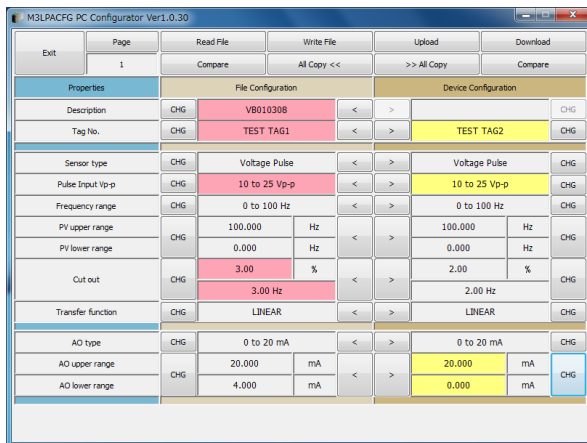 M3LPACFG PC Configurator Ver1.0.30
Exit Page Read File Write File Upload Download
1 Compare All Copy << >> All Copy Compare
Properties File Configuration Device Configuration
Description CHG VB010308 < > CHG
Tag No. CHG TEST TAG1 < > TEST TAG2 CHG
Sensor type CHG Voltage Pulse < > Voltage Pulse CHG
Pulse Input Vp-p CHG 10 to 25 Vp-p < > 10 to 25 Vp-p CHG
Frequency range CHG 0 to 100 Hz < > 0 to 100 Hz CHG
PV upper range CHG 100.000 Hz < > 100.000 Hz CHG
PV lower range 0.000 Hz 0.000 Hz
Cut out CHG 3.00 % < > 2.00 % CHG
3.00 Hz 2.00 Hz
Transfer function CHG LINEAR < > LINEAR CHG
AO type CHG 0 to 20 mA < > 0 to 20 mA CHG
AO upper range CHG 20.000 mA < > 20.000 mA CHG
AO lower range 4.000 mA 0.000 mA